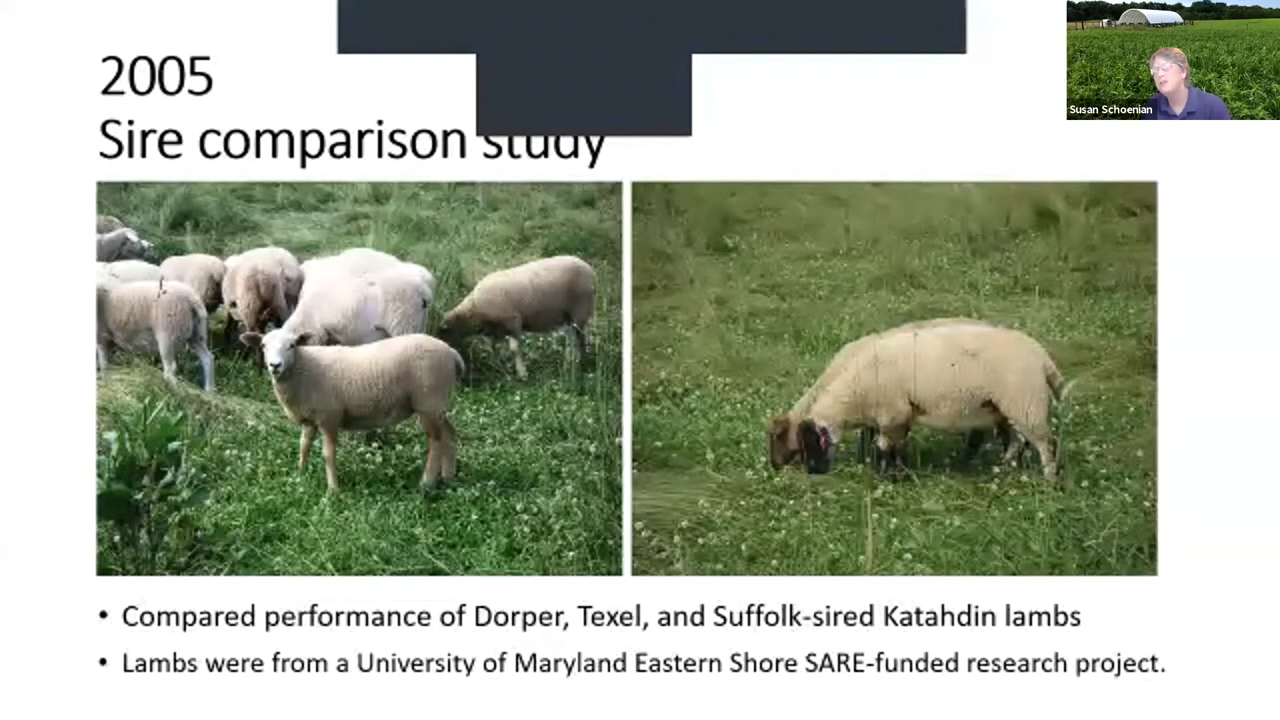 2005
Sire comparison study
Susan Schoenian
• Compared performance of Dorper, Texel, and Suffolk-sired Katahdin lambs
• Lambs were from a University of Maryland Eastern Shore SARE-funded research project.